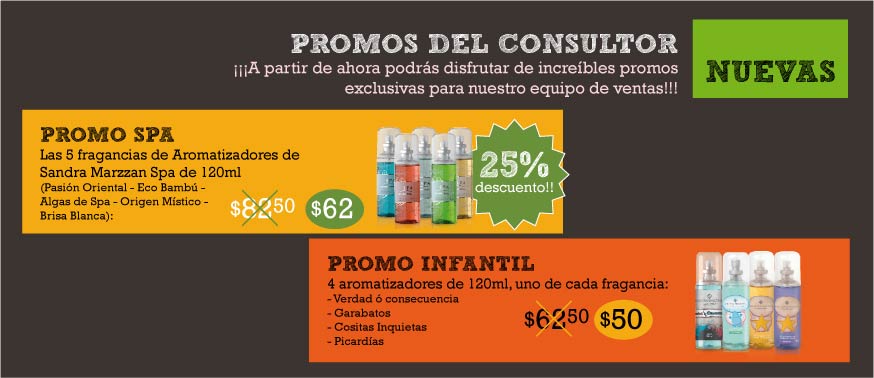 PROMOS DEL CONSULTOR
¡¡¡A partir de ahora podrás disfrutar de increíbles promos
exclusivas para nuestro equipo de ventas!!!
NUEVAS
PROMO SPA
Las 5 fragancias de Aromatizadores de
Sandra Marzzan Spa de 120ml
(Pasión Oriental - Eco Bambú -
Algas de Spa - Origen Místico -
Brisa Blanca):
$8250
$62
25%
descuento!!
PROMO INFANTIL
4 aromatizadores de 120ml, uno de cada fragancia:
- Verdad ó consecuencia
- Garabatos
- Cositas Inquietas
- Picardías
$6250
$50